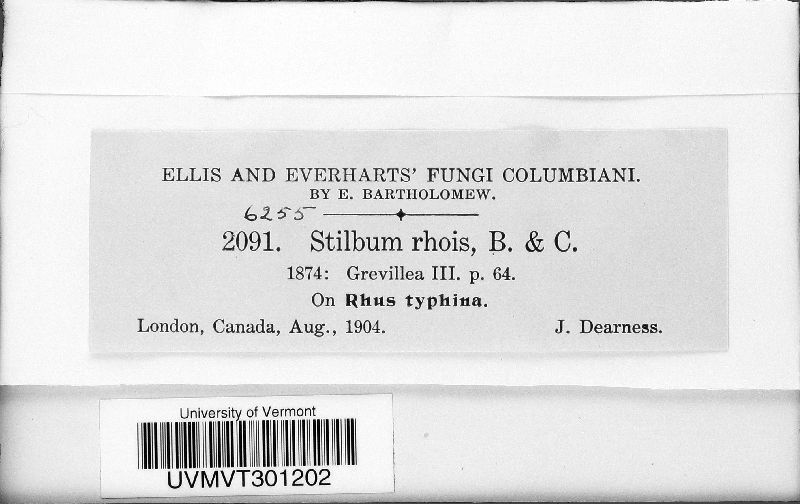 ELLIS AND EVERHARTS' FUNGI COLUMBIANI.
BY E. BARTHOLOMEW.
6255
2091. Stilbum rhois, B. & C.
1874: Grevillea III. p. 64.
On Rhus typhina.
London, Canada, Aug., 1904. J. Dearness.
University of Vermont
UVMVT301202